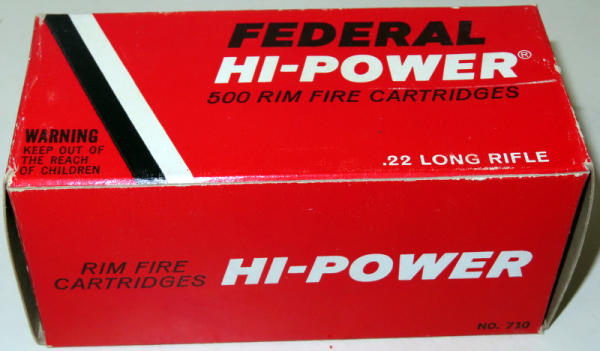 FEDERAL
HI-POWER®
500 RIM FIRE CARTRIDGES
WARNING
KEEP OUT OF
THE REACH
OF CHILDREN
.22 LONG RIFLE
RIM FIRE
CARTRIDGES
HI-POWER
NO. 710